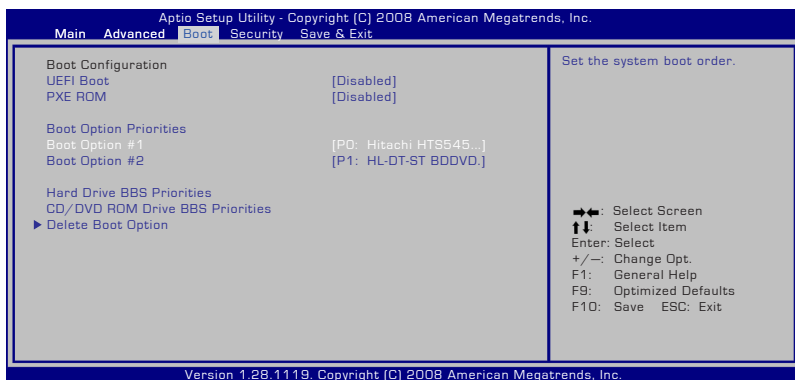 Aptio Setup Utility - Copyright (C) 2008 American Megatrends, Inc.
Main Advanced Boot Security Save & Exit
Boot Configuration
UEFI Boot [Disabled]
PXE ROM [Disabled]
Boot Option Priorities
Boot Option #1 [P0: Hitachi HTS545...]
Boot Option #2 [P1: HL-DT-ST BDDVD.]
Hard Drive BBS Priorities
CD/DVD ROM Drive BBS Priorities
Delete Boot Option
Set the system boot order.
→←: Select Screen
↑↓: Select Item
Enter: Select
+/—: Change Opt.
F1: General Help
F9: Optimized Defaults
F10: Save ESC: Exit
Version 1.28.1119. Copyright (C) 2008 American Megatrends, Inc.